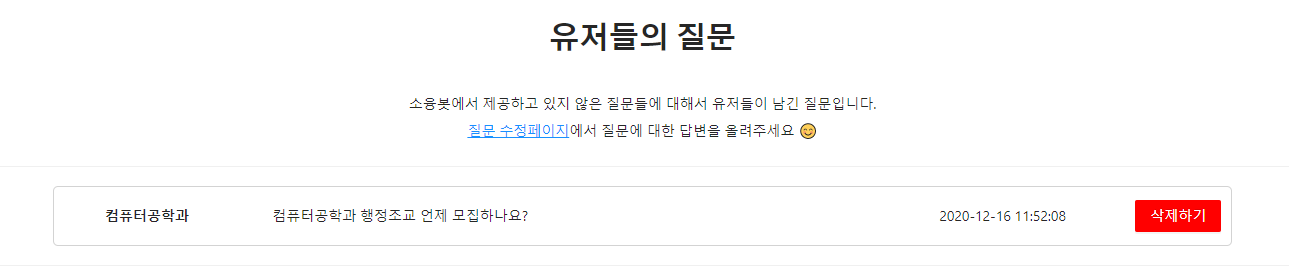 유저들의 질문
소융봇에서 제공하고 있지 않은 질문들에 대해서 유저들이 남긴 질문입니다.
질문 수정페이지에서 질문에 대한 답변을 올려주세요 😊
컴퓨터공학과 컴퓨터공학과 행정조교 언제 모집하나요? 2020-12-16 11:52:08 삭제하기